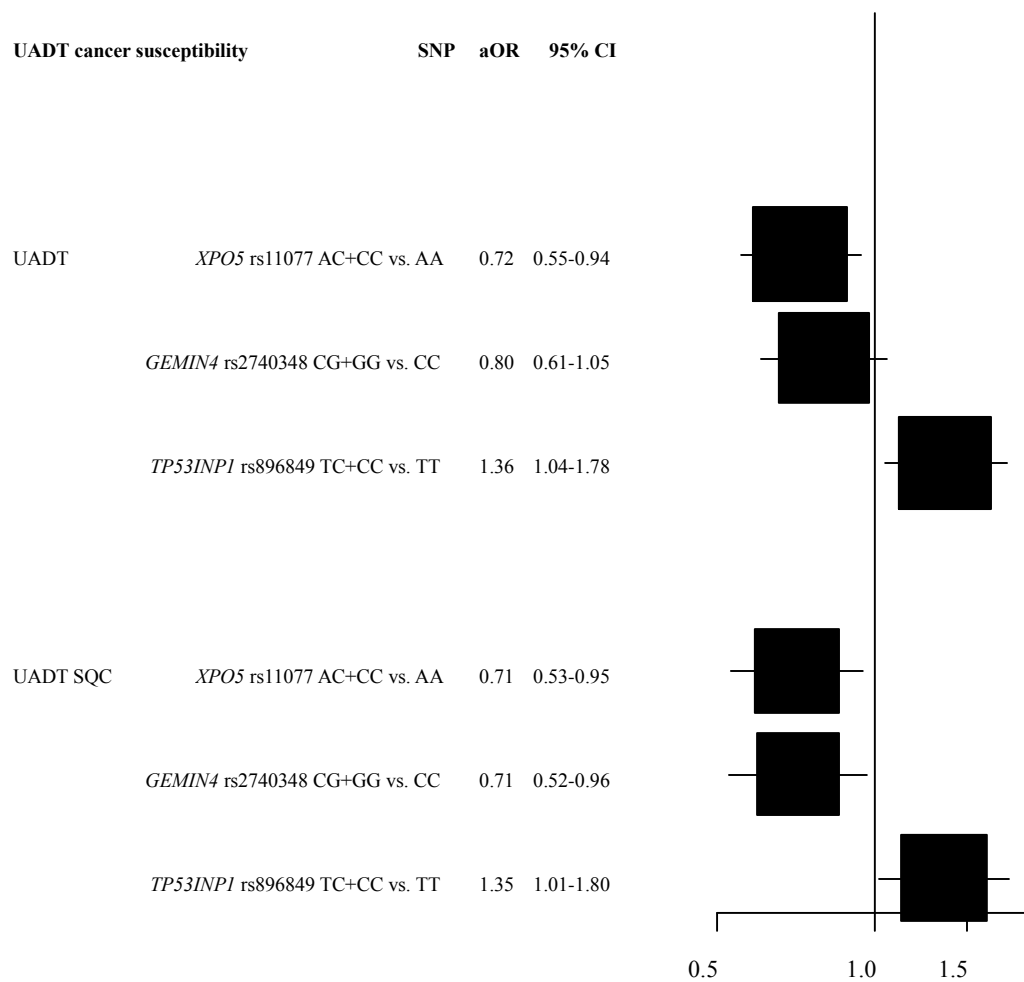 UADT cancer susceptibility SNP aOR 95% CI
UADT XPO5 rs11077 AC+CC vs. AA 0.72 0.55-0.94
GEMIN4 rs2740348 CG+GG vs. CC 0.80 0.61-1.05
TP53INP1 rs896849 TC+CC vs. TT 1.36 1.04-1.78
UADT SQC XPO5 rs11077 AC+CC vs. AA 0.71 0.53-0.95
GEMIN4 rs2740348 CG+GG vs. CC 0.71 0.52-0.96
TP53INP1 rs896849 TC+CC vs. TT 1.35 1.01-1.80
0.5 1.0 1.5